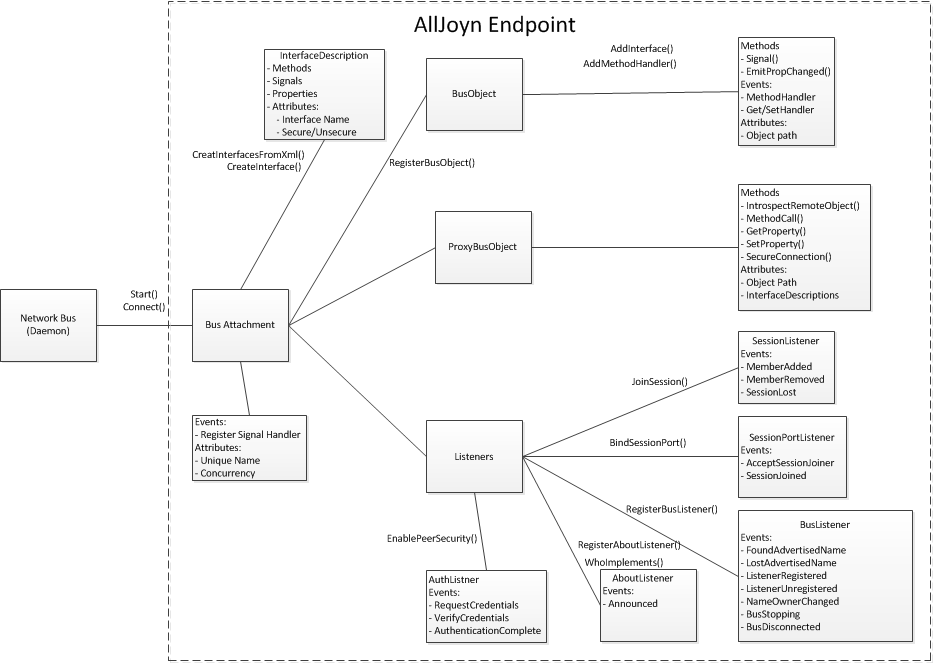 AllJoyn Endpoint
InterfaceDescription
- Methods
- Signals
- Properties
- Attributes:
- Interface Name
- Secure/Unsecure
CreatInterfacesFromXml()
CreateInterface()
BusObject
AddInterface()
AddMethodHandler()
Methods
- Signal()
- EmitPropChanged()
Events:
- MethodHandler
- Get/SetHandler
Attributes:
- Object path
RegisterBusObject()
ProxyBusObject
Methods
- IntrospectRemoteObject()
- MethodCall()
- GetProperty()
- SetProperty()
- SecureConnection()
Attributes:
- Object Path
- InterfaceDescriptions
Network Bus
(Daemon)
Start()
Connect()
Bus Attachment
Events:
- Register Signal Handler
Attributes:
- Unique Name
- Concurrency
Listeners
JoinSession()
SessionListener
Events:
- MemberAdded
- MemberRemoved
- SessionLost
BindSessionPort()
SessionPortListener
Events:
- AcceptSessionJoiner
- SessionJoined
RegisterBusListener()
BusListener
Events:
- FoundAdvertisedName
- LostAdvertisedName
- ListenerRegistered
- ListenerUnregistered
- NameOwnerChanged
- BusStopping
- BusDisconnected
EnablePeerSecurity()
AuthListner
Events:
- RequestCredentials
- VerifyCredentials
- AuthenticationComplete
RegisterAboutListener()
WhoImplements()
AboutListener
Events:
- Announced